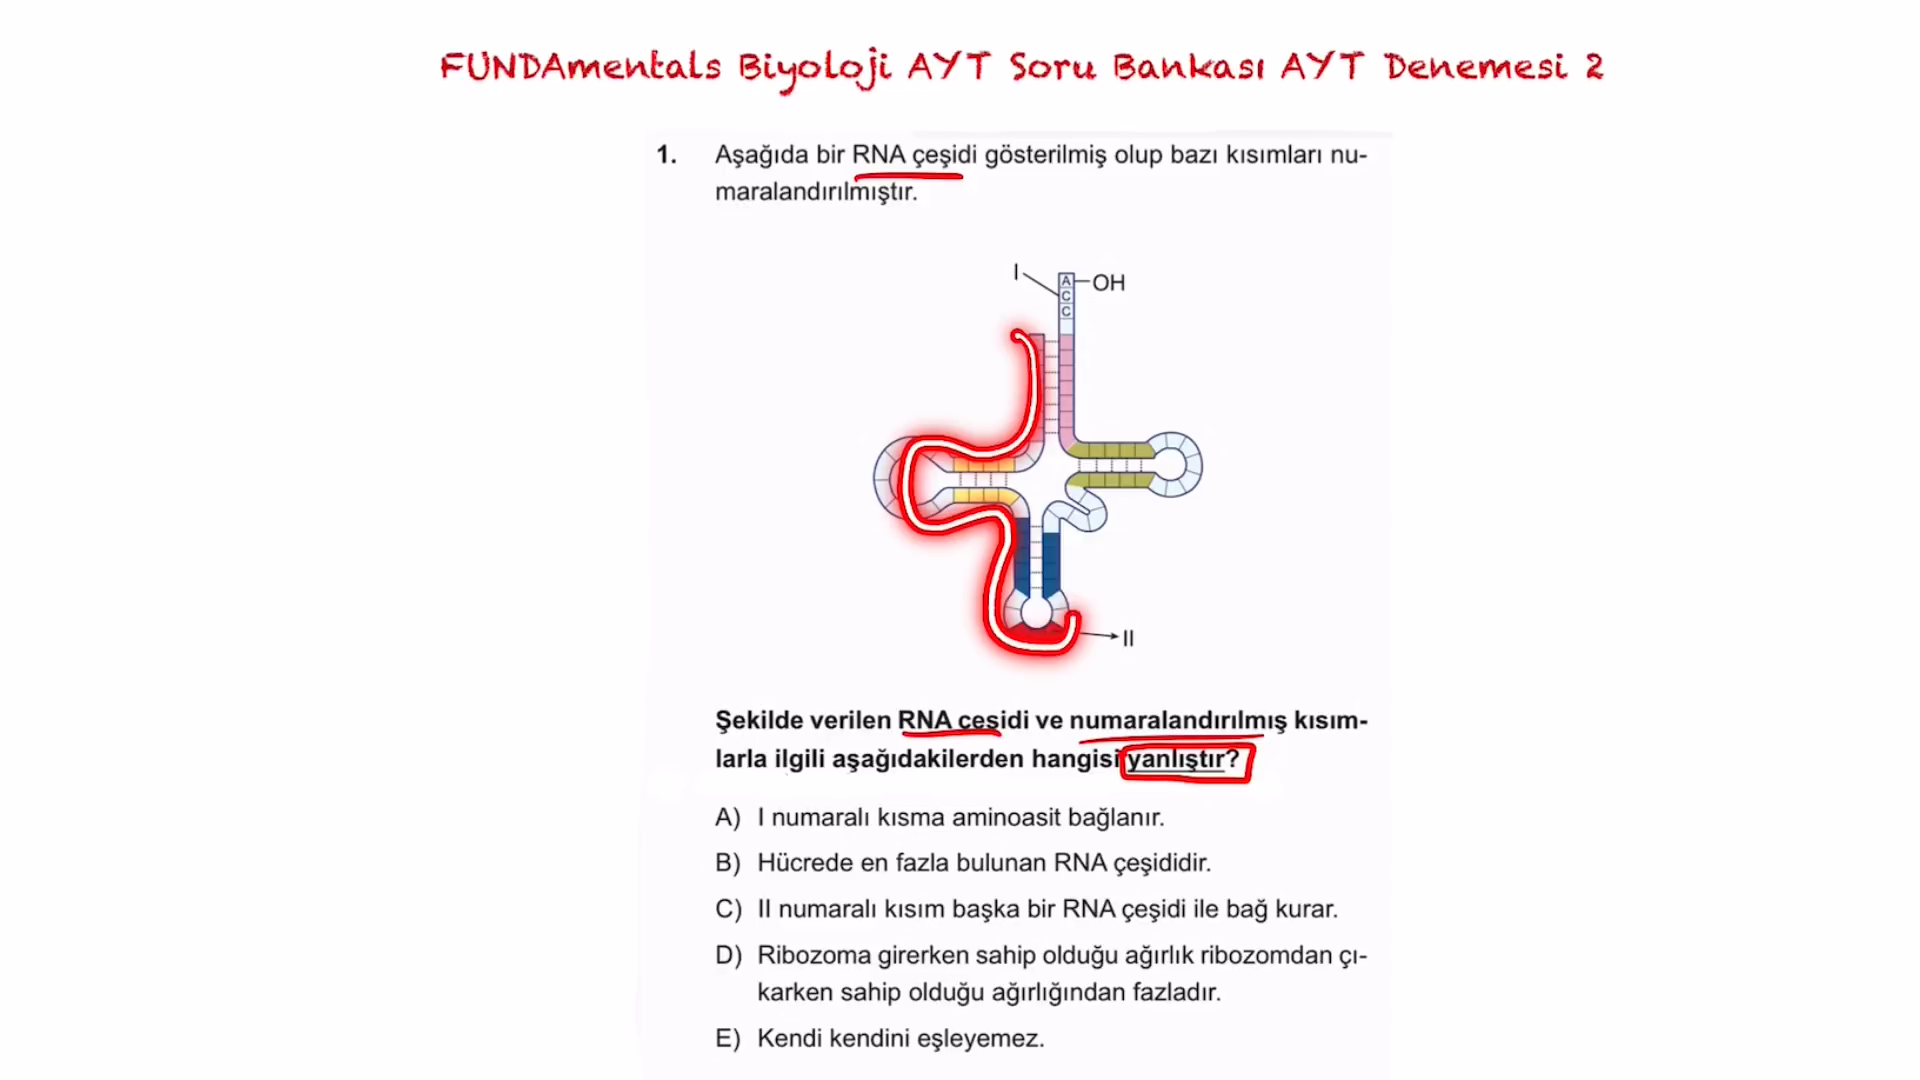 FUNDAmentals Biyoloji AYT Soru Bankası AYT Denemesi 2
1. Aşağıda bir RNA çeşidi gösterilmiş olup bazı kısımları nu-
maralandırılmıştır.
I
A
OH
C
C
II
Şekilde verilen RNA çeşidi ve numaralandırılmış kısım-
larla ilgili aşağıdakilerden hangisi yanlıştır?
A) I numaralı kısma aminoasit bağlanır.
B) Hücrede en fazla bulunan RNA çeşididir.
C) II numaralı kısım başka bir RNA çeşidi ile bağ kurar.
D) Ribozoma girerken sahip olduğu ağırlık ribozomdan çı-
karken sahip olduğu ağırlığından fazladır.
E) Kendi kendini eşleyemez.